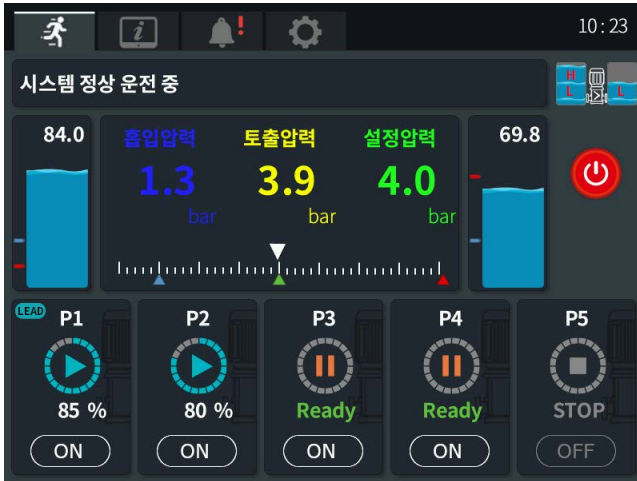 i ! 10:23
시스템 정상 운전 중
H
L L
84.0 흡입압력 토출압력 설정압력 69.8
1.3 3.9 4.0
bar bar bar
LEAD P1 P2 P3 P4 P5
85 % 80 % Ready Ready STOP
ON ON ON ON OFF